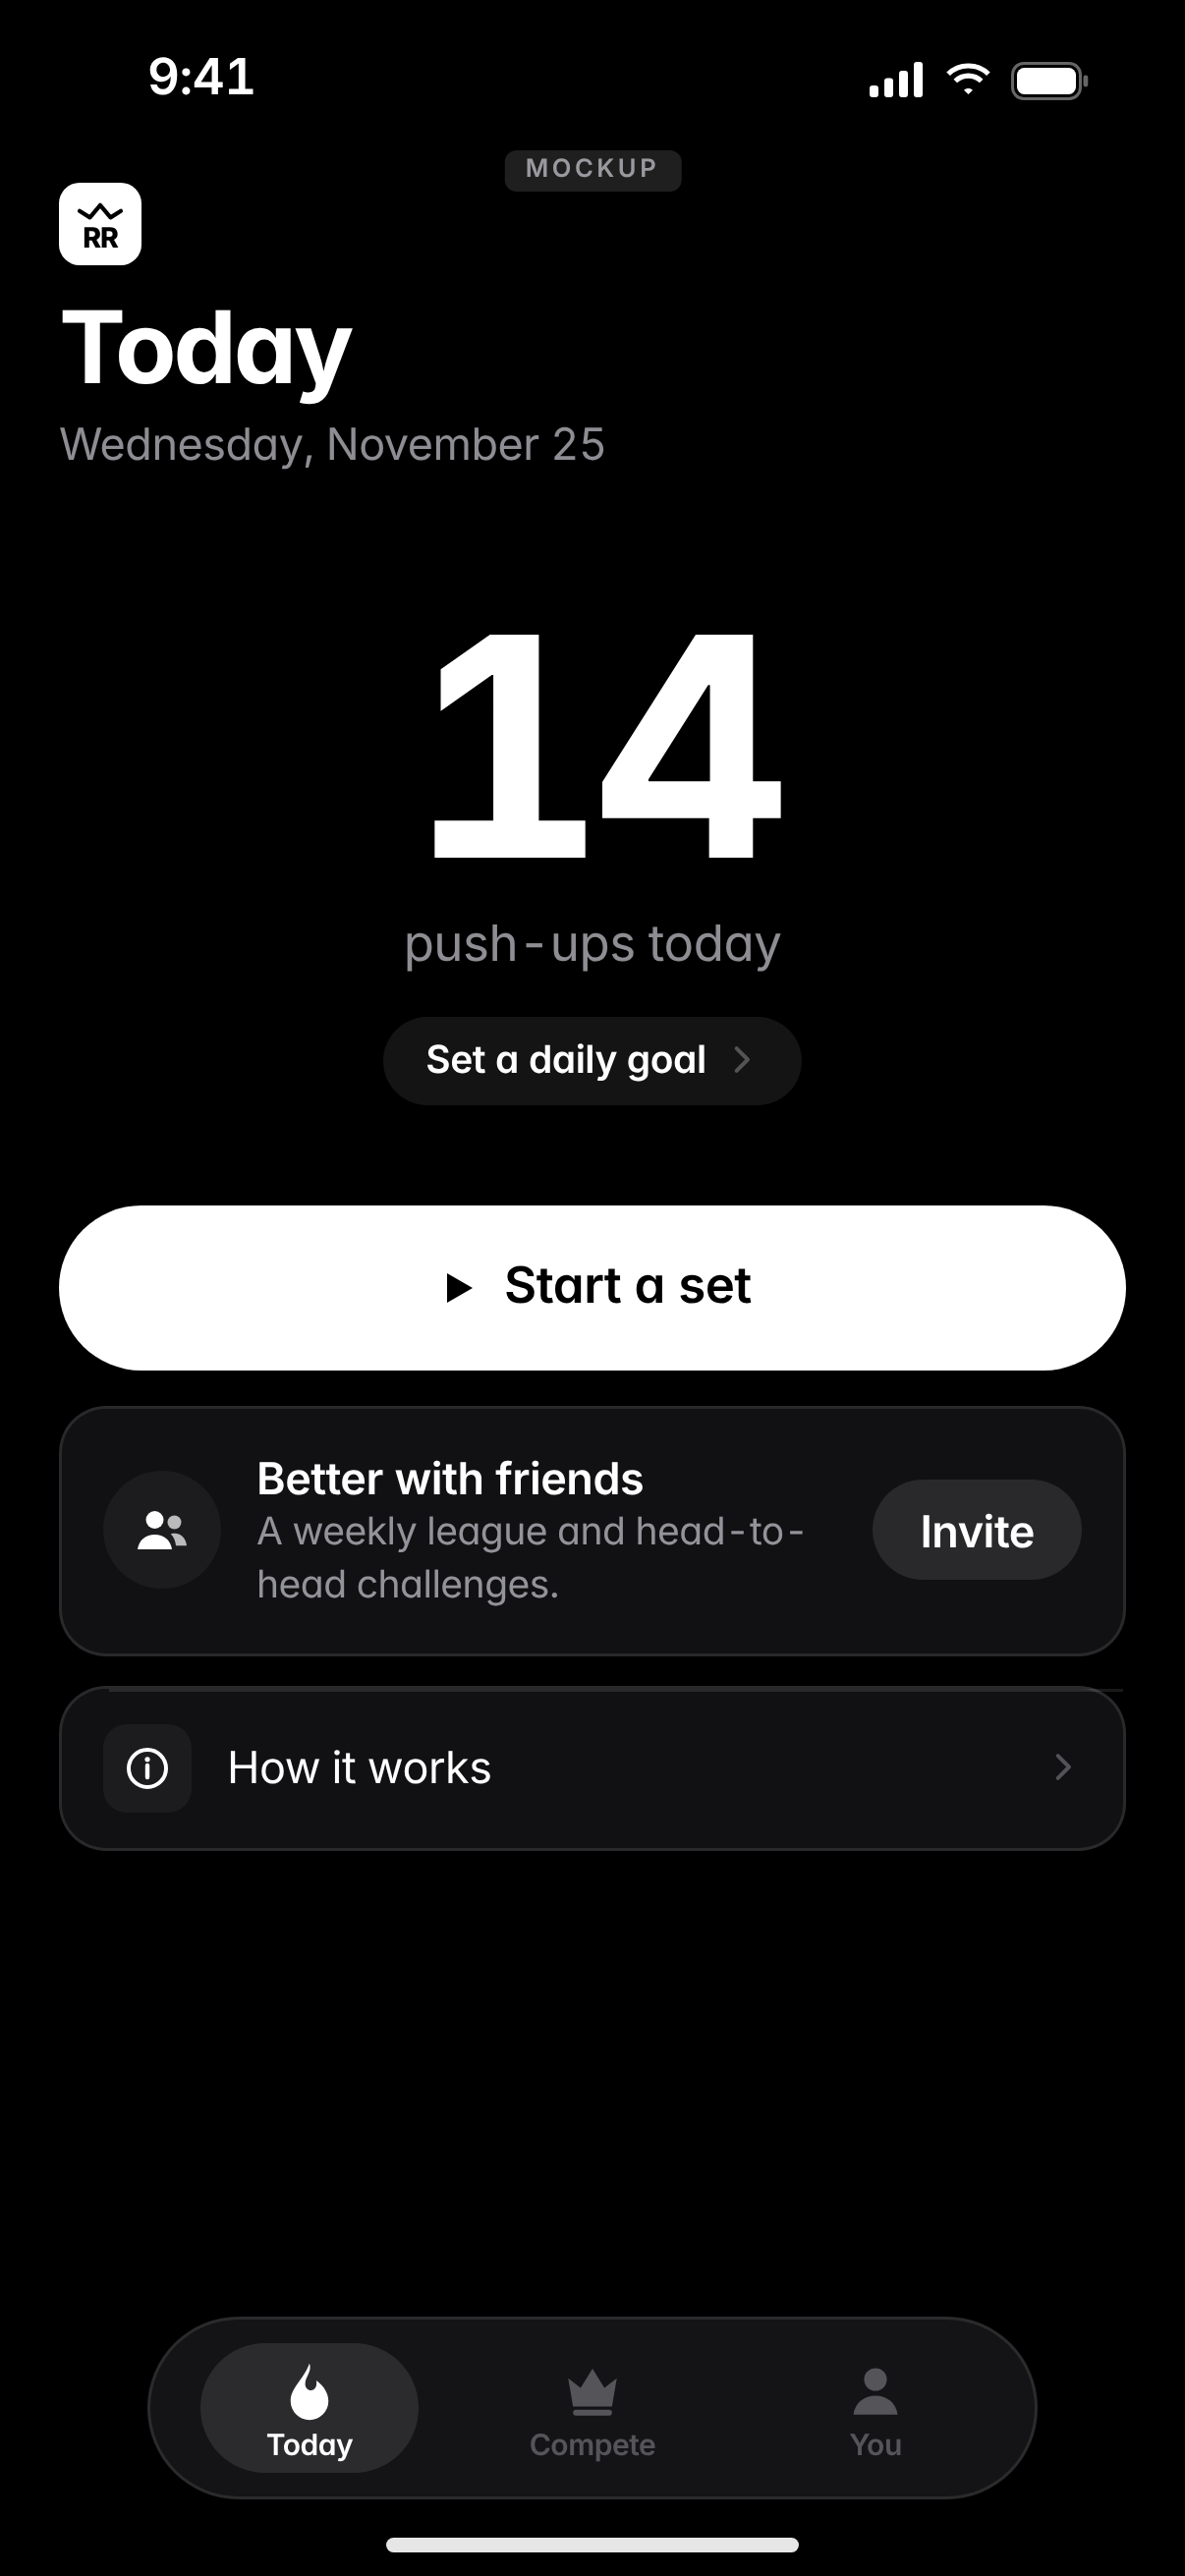 9:41
MOCKUP
RR
Today
Wednesday, November 25
14
push-ups today
Set a daily goal
Start a set
Better with friends
A weekly league and head-to-
head challenges.
Invite
How it works
Today
Compete
You